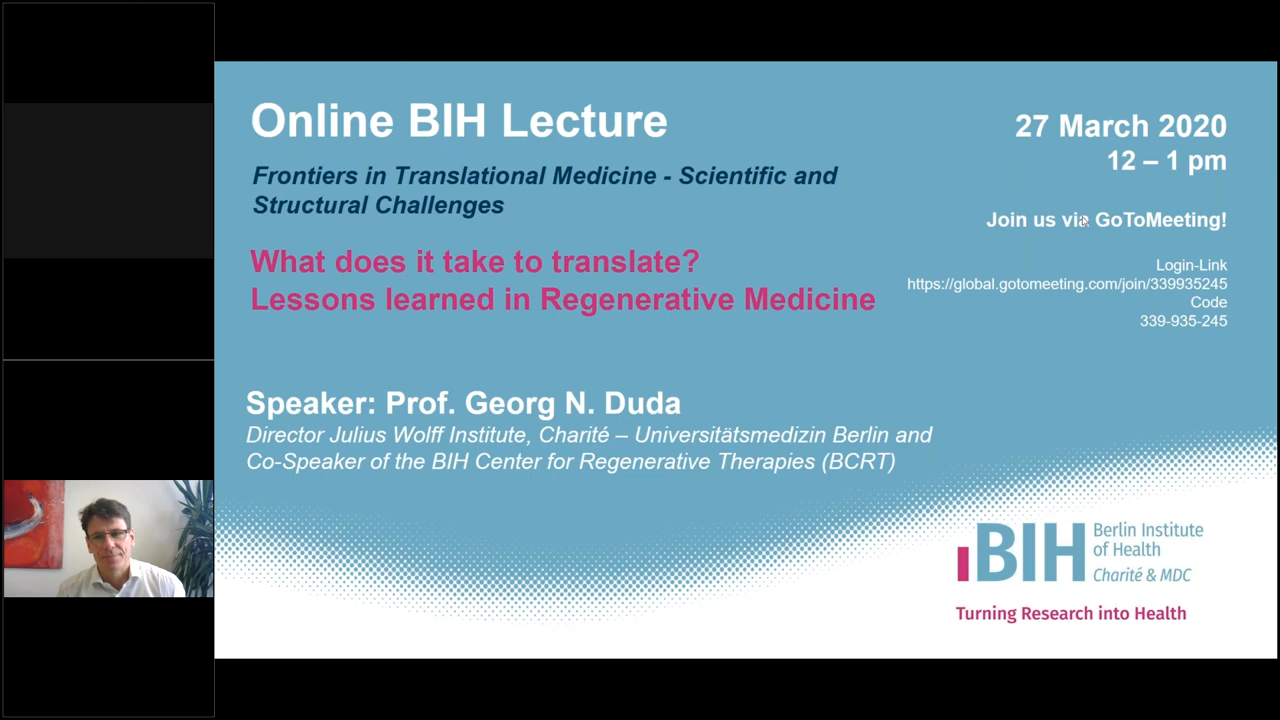 Online BIH Lecture
Frontiers in Translational Medicine - Scientific and
Structural Challenges
What does it take to translate?
Lessons learned in Regenerative Medicine
27 March 2020
12 – 1 pm
Join us via GoToMeeting!
Login-Link
https://global.gotomeeting.com/join/339935245
Code
339-935-245
Speaker: Prof. Georg N. Duda
Director Julius Wolff Institute, Charité – Universitätsmedizin Berlin and
Co-Speaker of the BIH Center for Regenerative Therapies (BCRT)
BIH
Berlin Institute
of Health
Charité & MDC
Turning Research into Health